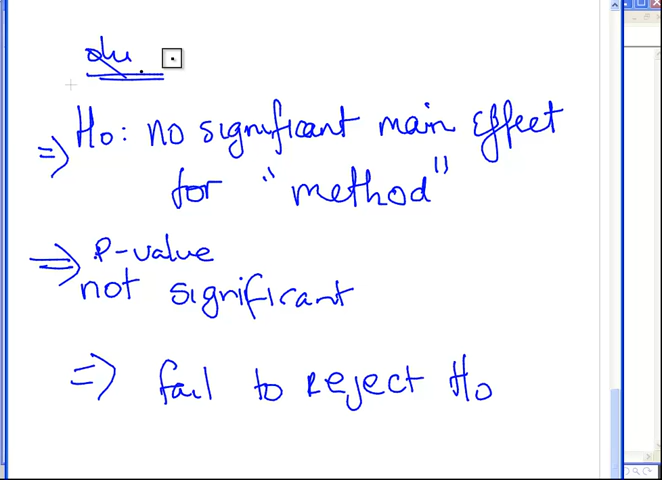 ⇒ Ho: no significant main effect
for "method"
⇒ P-value
not significant
⇒ fail to reject Ho